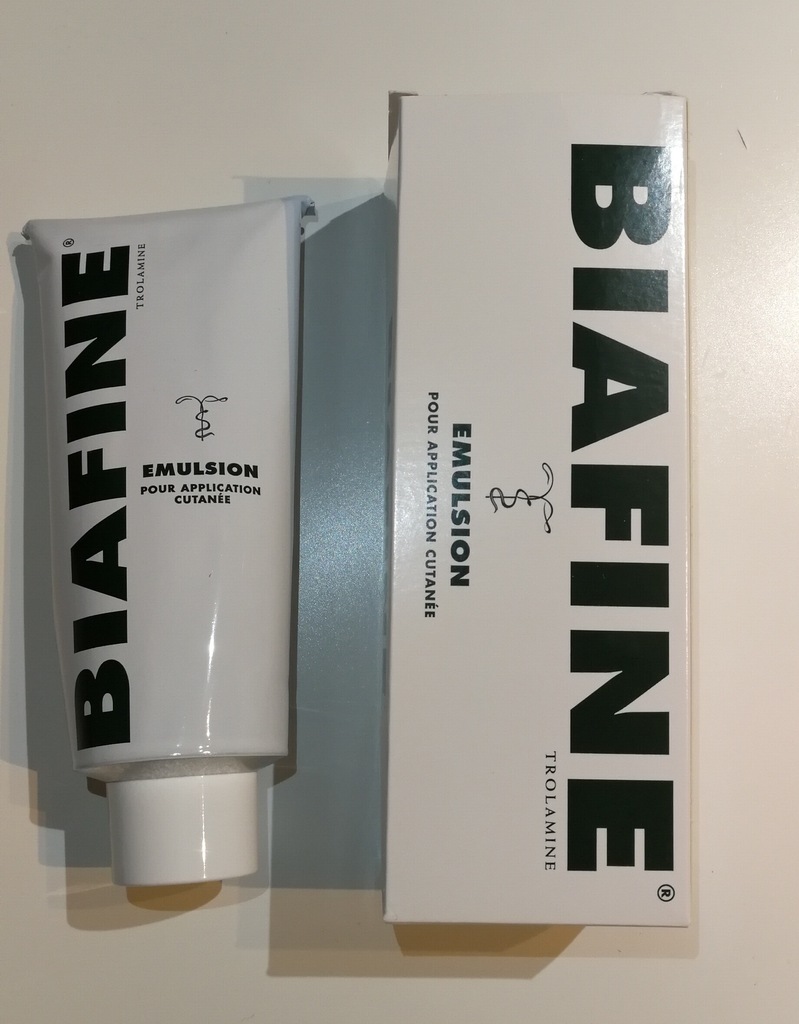 BIAFINE®
TROLAMINE
EMULSION
POUR APPLICATION
CUTANÉE
BIAFINE®
TROLAMINE
EMULSION
POUR APPLICATION CUTANÉE